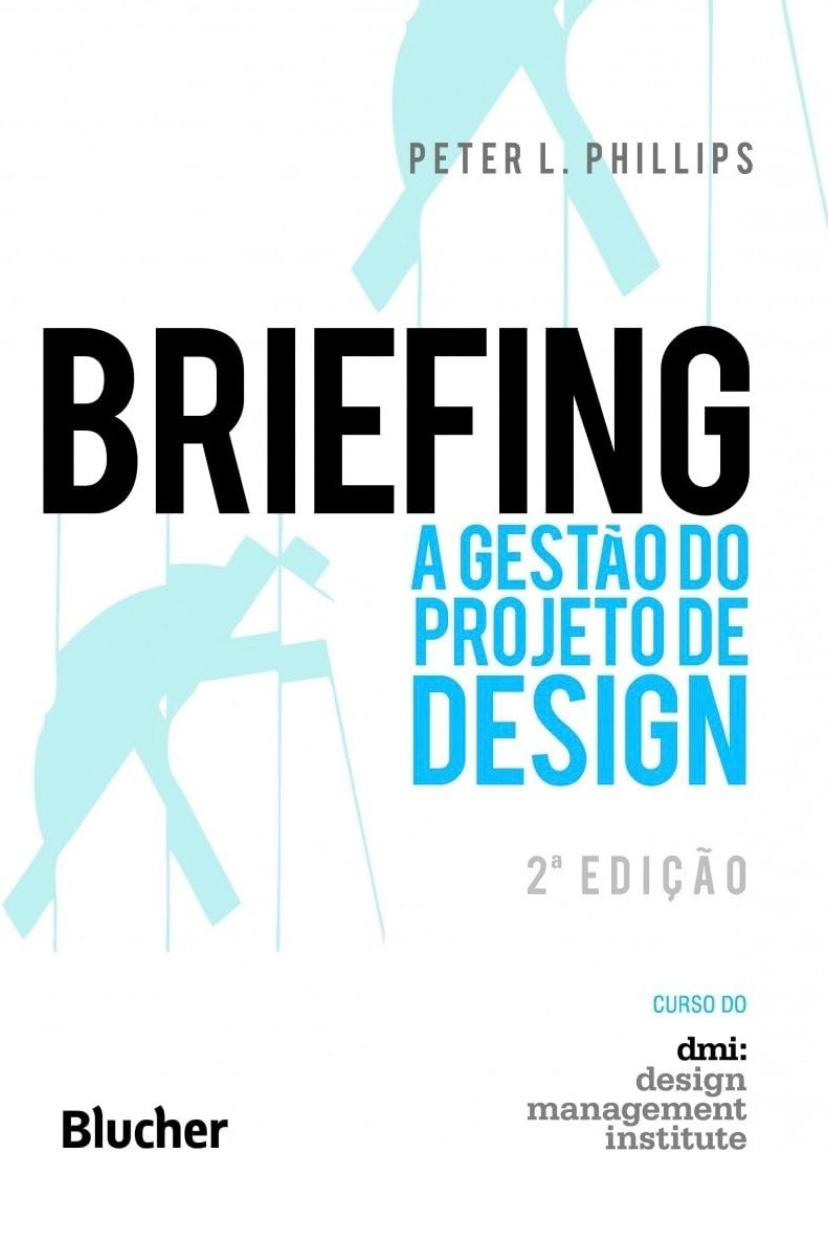 PETER L. PHILLIPS
BRIEFING
A GESTÃO DO
PROJETO DE
DESIGN
2ª EDIÇÃO
CURSO DO
dmi:
design
management
institute
Blucher